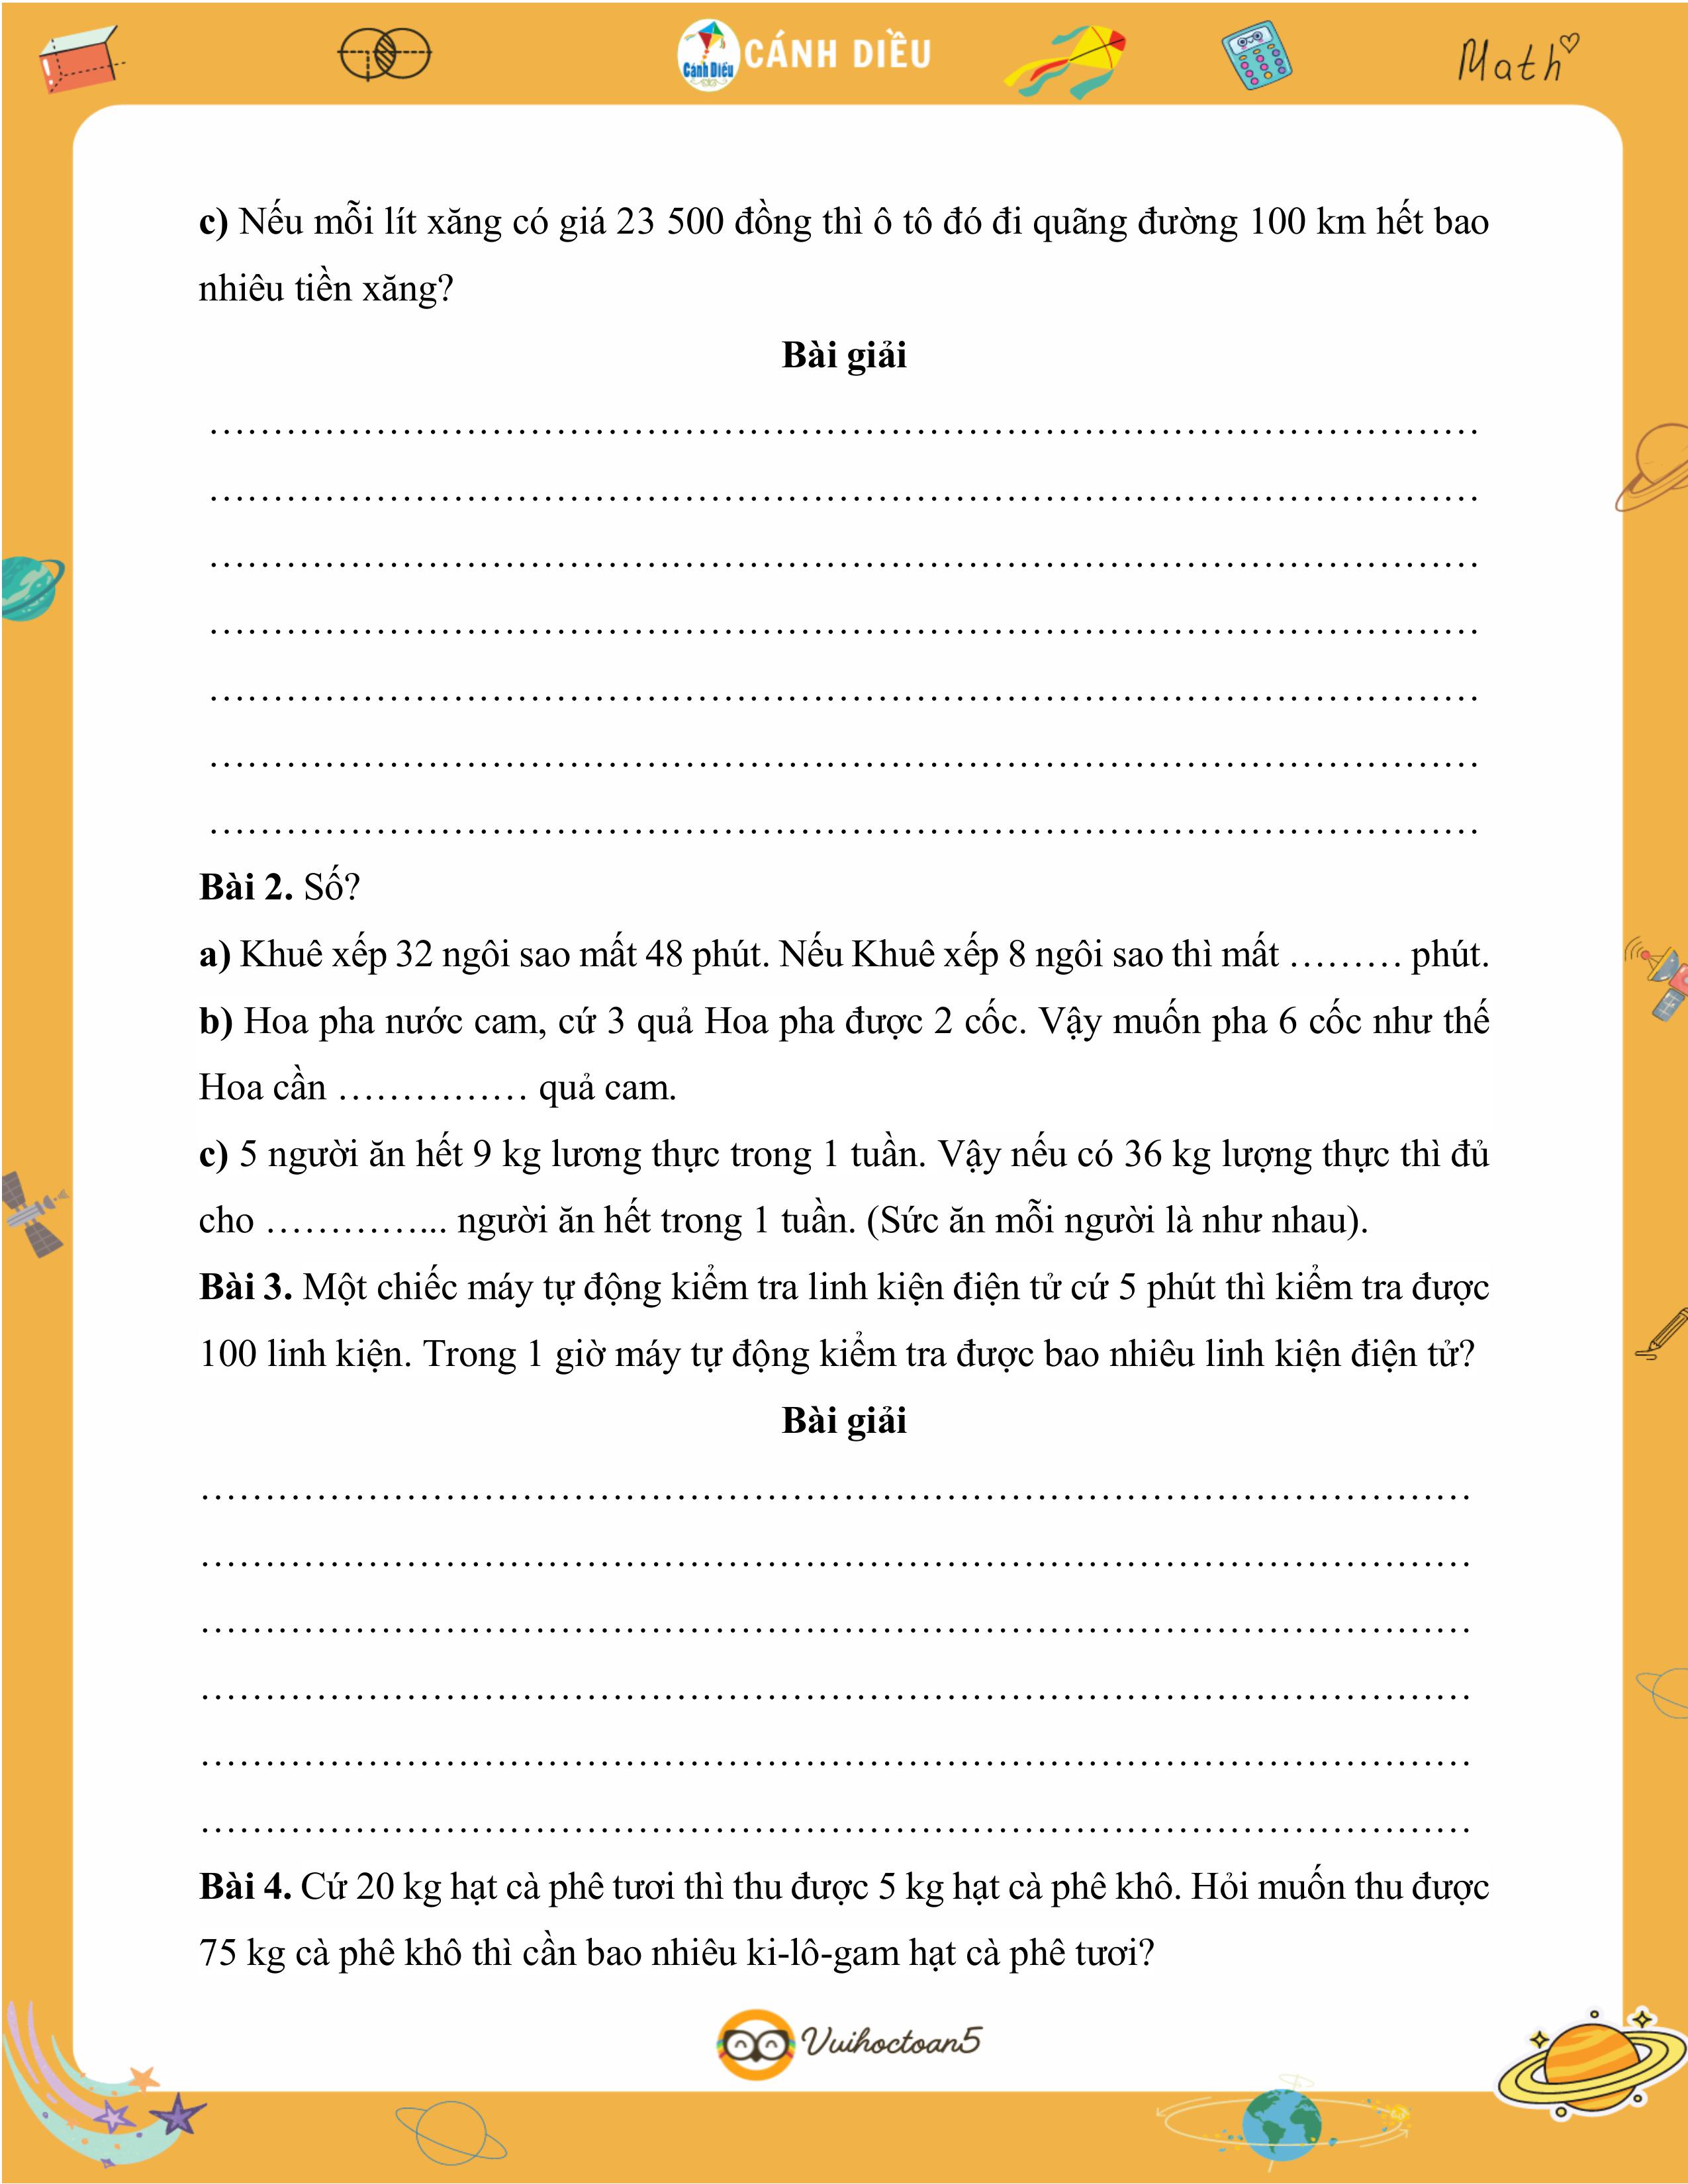 Cánh Diều
CÁNH DIỀU
Math
c) Nếu mỗi lít xăng có giá 23 500 đồng thì ô tô đó đi quãng đường 100 km hết bao
nhiêu tiền xăng?
Bài giải
……………………………………………………………………………………
……………………………………………………………………………………
……………………………………………………………………………………
……………………………………………………………………………………
……………………………………………………………………………………
……………………………………………………………………………………
……………………………………………………………………………………
Bài 2. Số?
a) Khuê xếp 32 ngôi sao mất 48 phút. Nếu Khuê xếp 8 ngôi sao thì mất ……… phút.
b) Hoa pha nước cam, cứ 3 quả Hoa pha được 2 cốc. Vậy muốn pha 6 cốc như thế
Hoa cần …………… quả cam.
c) 5 người ăn hết 9 kg lương thực trong 1 tuần. Vậy nếu có 36 kg lượng thực thì đủ
cho …………... người ăn hết trong 1 tuần. (Sức ăn mỗi người là như nhau).
Bài 3. Một chiếc máy tự động kiểm tra linh kiện điện tử cứ 5 phút thì kiểm tra được
100 linh kiện. Trong 1 giờ máy tự động kiểm tra được bao nhiêu linh kiện điện tử?
Bài giải
……………………………………………………………………………………
……………………………………………………………………………………
……………………………………………………………………………………
……………………………………………………………………………………
……………………………………………………………………………………
……………………………………………………………………………………
Bài 4. Cứ 20 kg hạt cà phê tươi thì thu được 5 kg hạt cà phê khô. Hỏi muốn thu được
75 kg cà phê khô thì cần bao nhiêu ki-lô-gam hạt cà phê tươi?
Vuihoctoan5